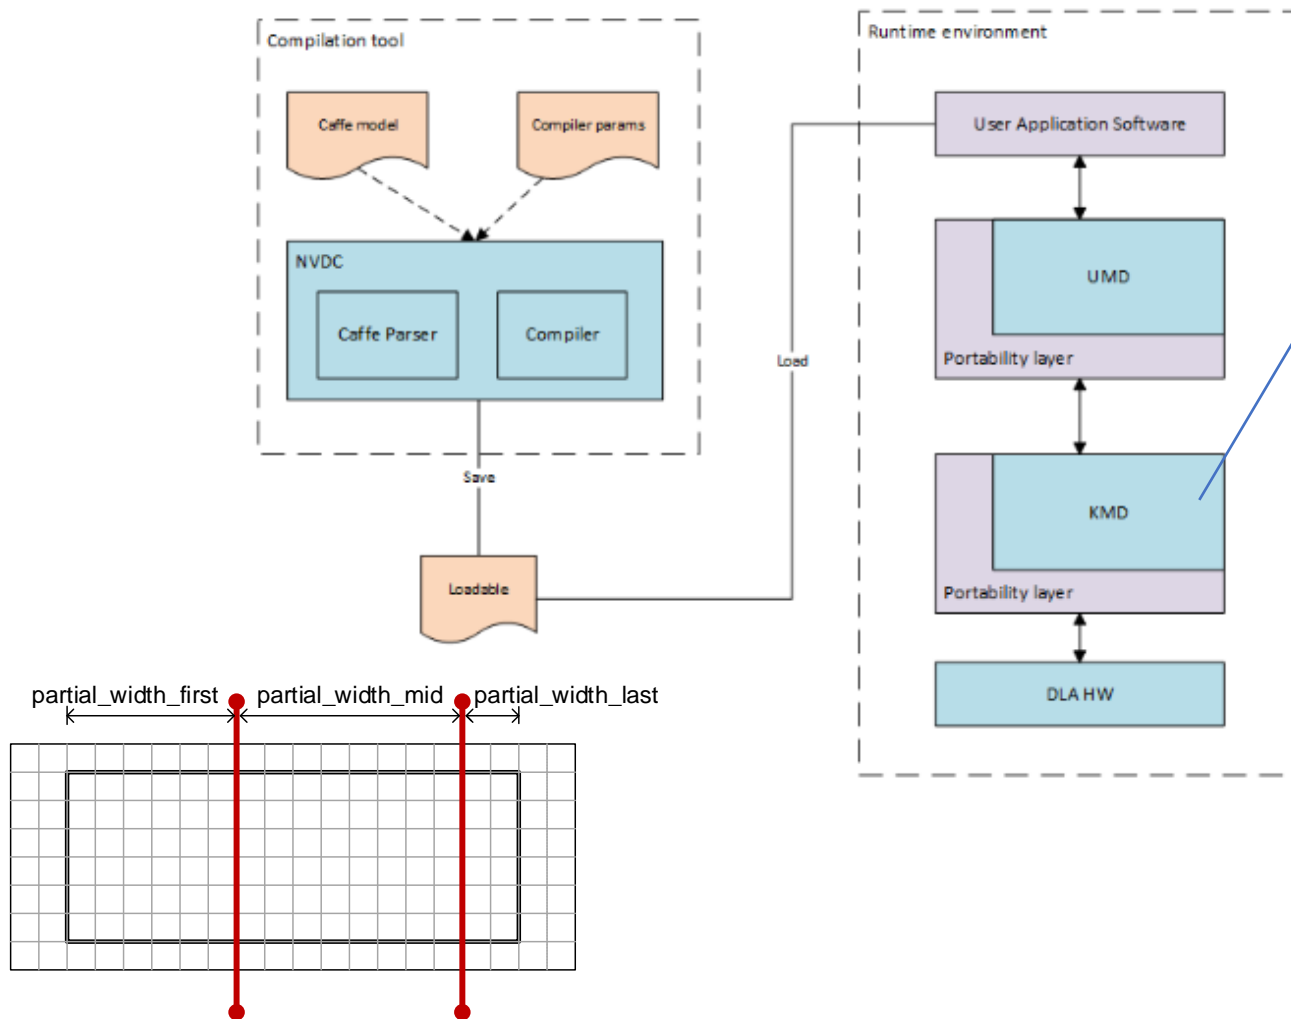 Compilation tool
Caffe model
Compiler params
NVDC
Caffe Parser
Compiler
Save
Loadable
Load
Runtime environment
User Application Software
UMD
Portability layer
KMD
Portability layer
DLA HW
partial_width_first
partial_width_mid
partial_width_last